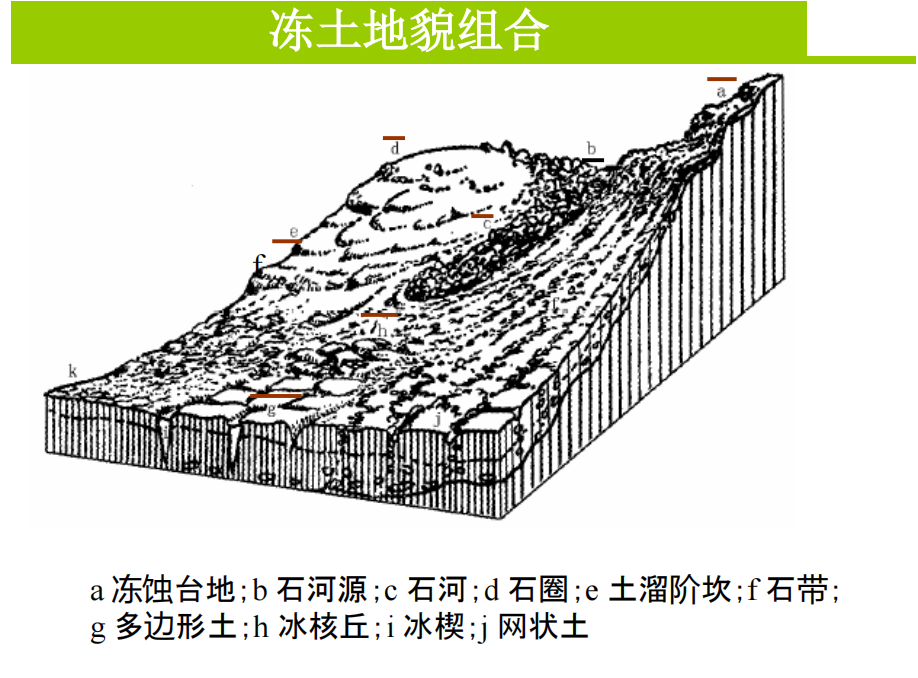 冻土地貌组合
a
d
b
c
e
f
f
h
k
g
j
a 冻蚀台地;b 石河源;c 石河;d 石圈;e 土溜阶坎;f 石带;
g 多边形土;h 冰核丘;i 冰楔;j 网状土